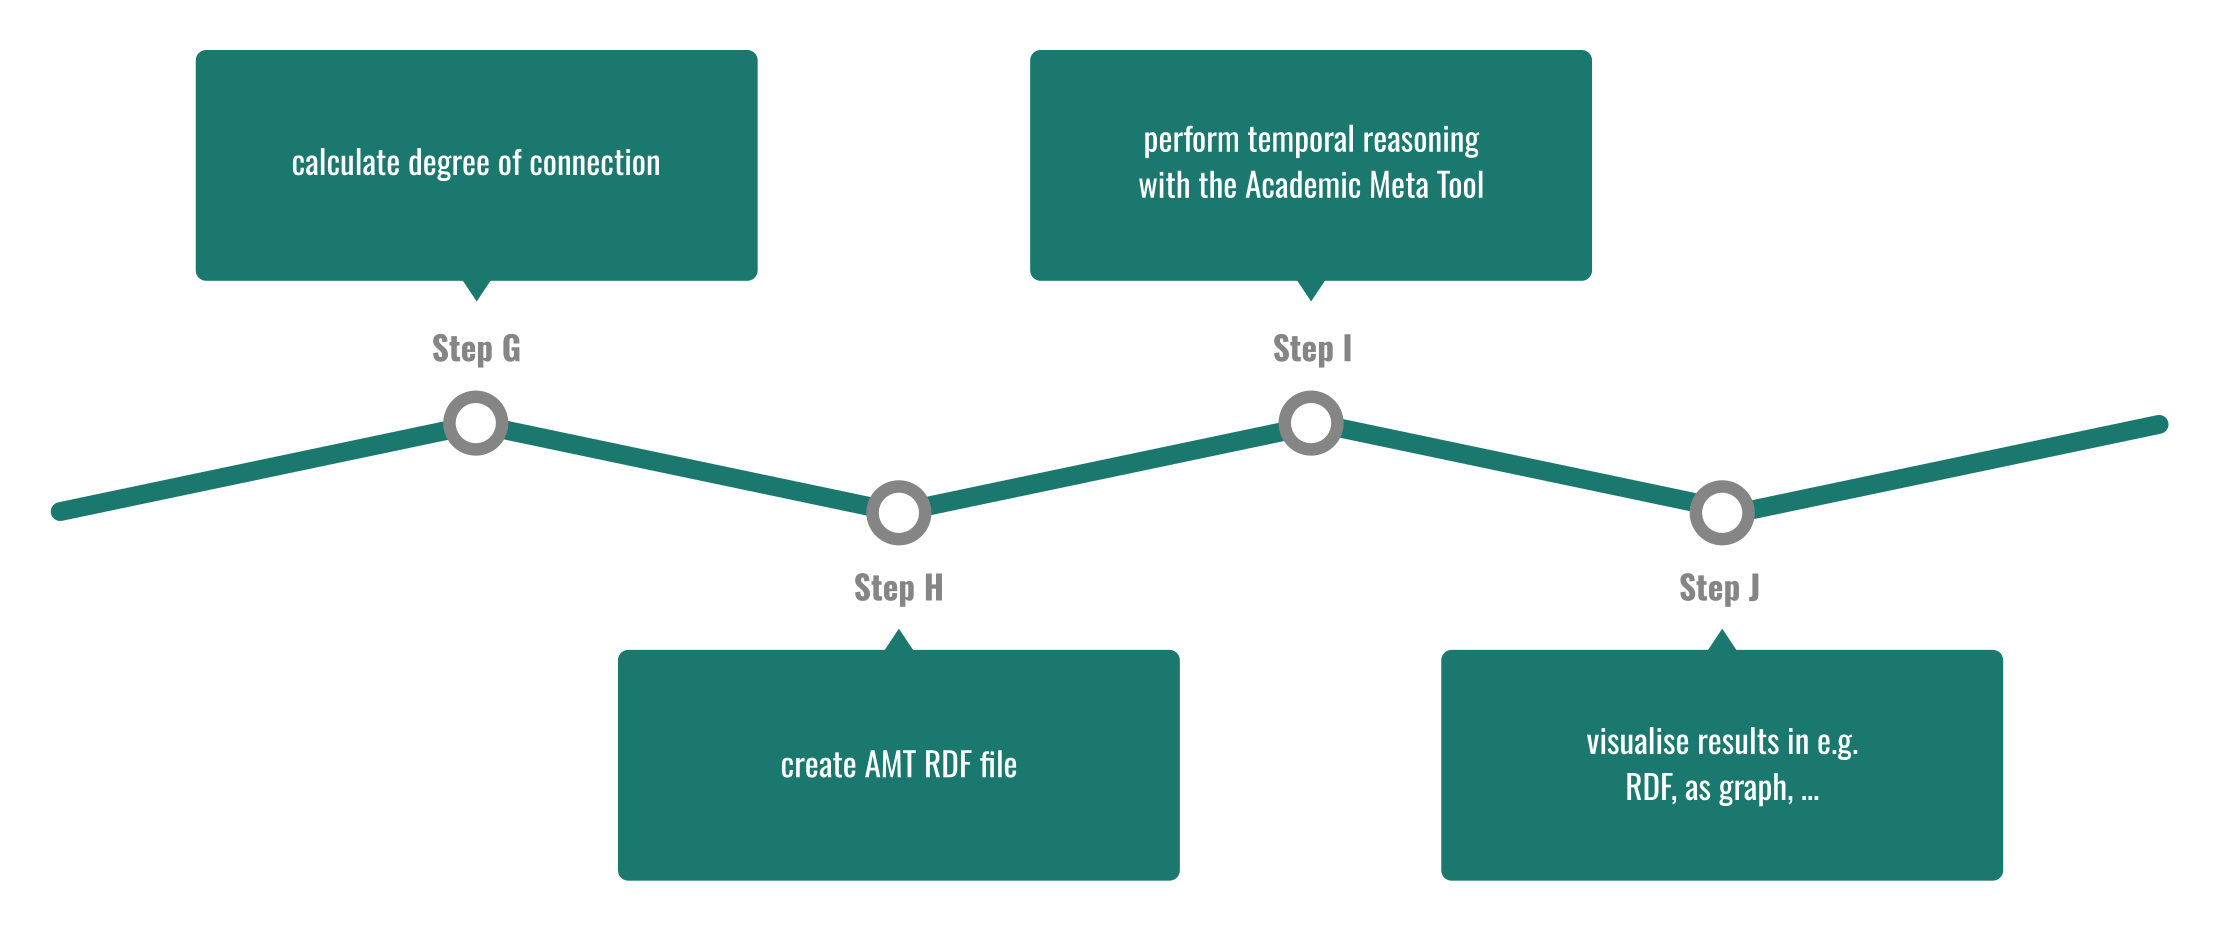 calculate degree of connection
Step G
Step H
create AMT RDF file
perform temporal reasoning
with the Academic Meta Tool
Step I
Step J
visualise results in e.g.
RDF, as graph, ...